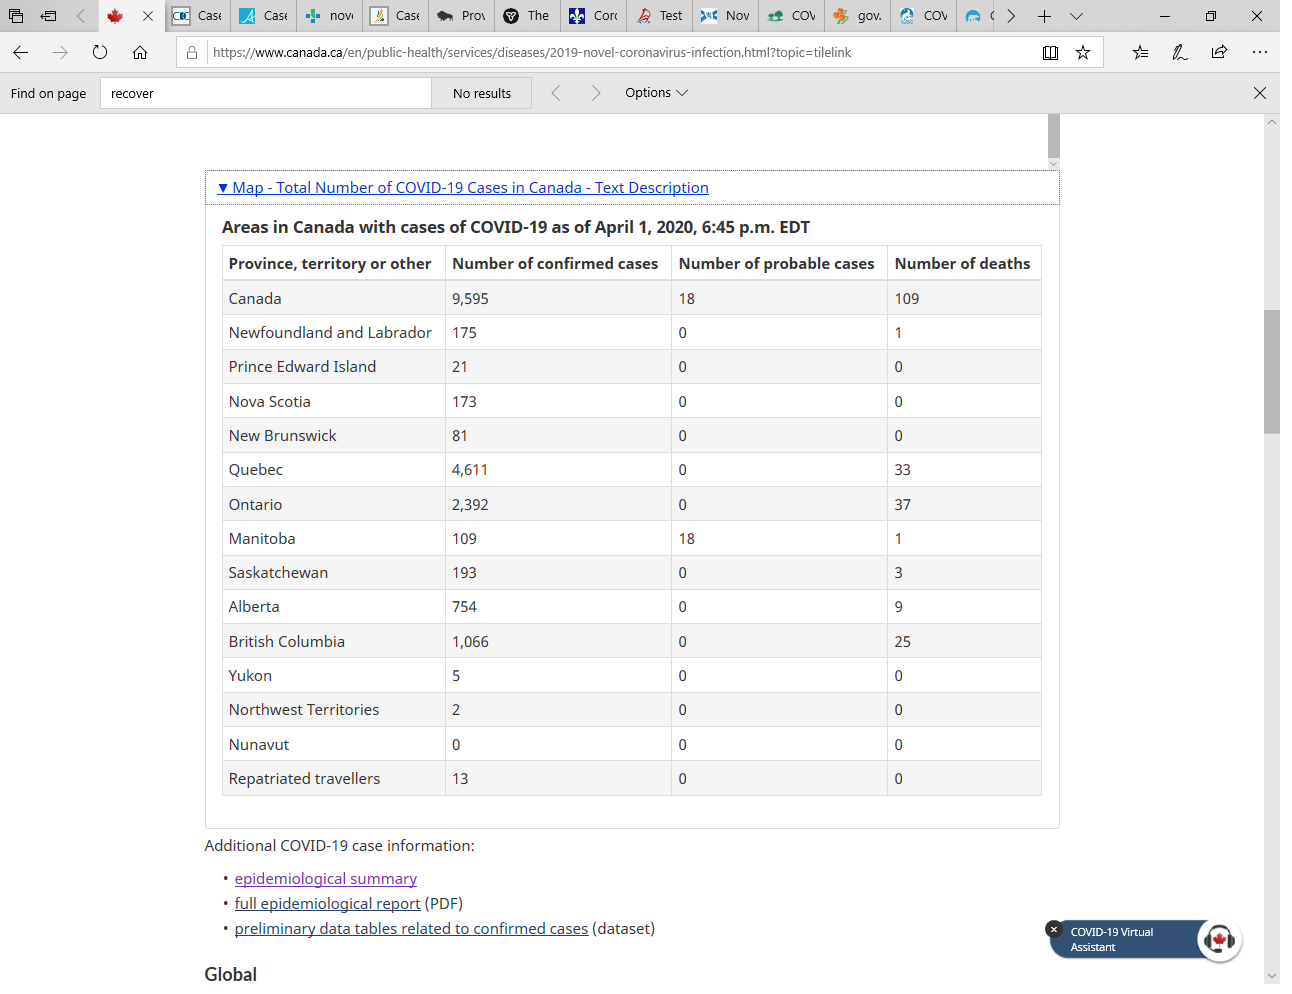 Case
Case
nov
Case
Prov
The
Coro
Test
Nov
COV
gov.
COV
https://www.canada.ca/en/public-health/services/diseases/2019-novel-coronavirus-infection.html?topic=tilelink
Find on page recover No results Options
▼ Map - Total Number of COVID-19 Cases in Canada - Text Description
Areas in Canada with cases of COVID-19 as of April 1, 2020, 6:45 p.m. EDT
Province, territory or other Number of confirmed cases Number of probable cases Number of deaths
Canada 9,595 18 109
Newfoundland and Labrador 175 0 1
Prince Edward Island 21 0 0
Nova Scotia 173 0 0
New Brunswick 81 0 0
Quebec 4,611 0 33
Ontario 2,392 0 37
Manitoba 109 18 1
Saskatchewan 193 0 3
Alberta 754 0 9
British Columbia 1,066 0 25
Yukon 5 0 0
Northwest Territories 2 0 0
Nunavut 0 0 0
Repatriated travellers 13 0 0
Additional COVID-19 case information:
• epidemiological summary
• full epidemiological report (PDF)
• preliminary data tables related to confirmed cases (dataset)
COVID-19 Virtual
Assistant
Global